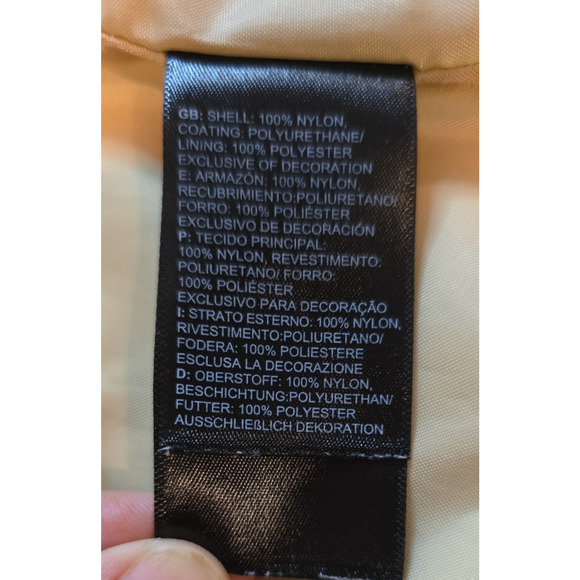 GB: SHELL: 100% NYLON,
COATING: POLYURETHANE/
LINING: 100% POLYESTER
EXCLUSIVE OF DECORATION
E: ARMAZÓN: 100% NYLON,
RECUBRIMIENTO:POLIURETANO/
FORRO: 100% POLIÉSTER
EXCLUSIVO DE DECORACIÓN
P: TECIDO PRINCIPAL:
100% NYLON, REVESTIMENTO:
POLIURETANO/ FORRO:
100% POLIÉSTER
EXCLUSIVO PARA DECORAÇÃO
I: STRATO ESTERNO: 100% NYLON,
RIVESTIMENTO:POLIURETANO/
FODERA: 100% POLIESTERE
ESCLUSA LA DECORAZIONE
D: OBERSTOFF: 100% NYLON,
BESCHICHTUNG:POLYURETHAN/
FUTTER: 100% POLYESTER
AUSSCHLIEßLICH DEKORATION